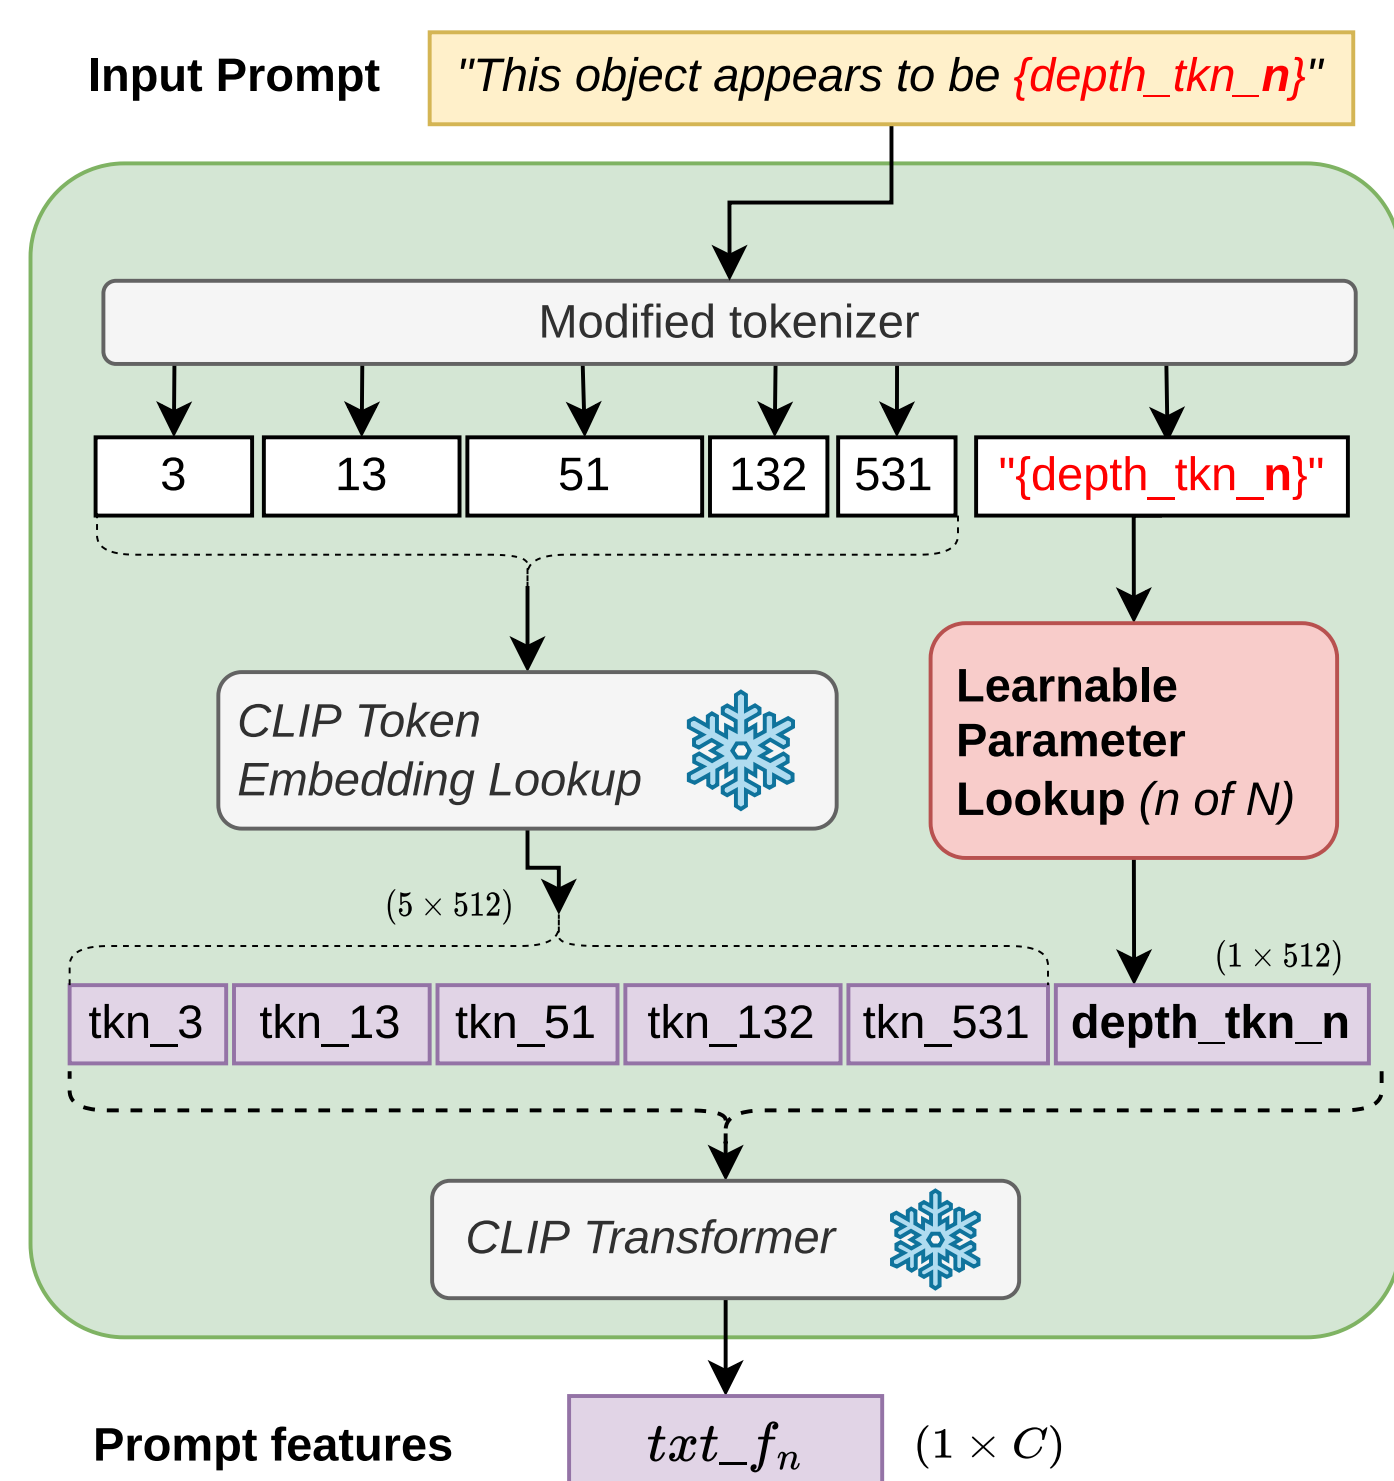 Input Prompt
"This object appears to be {depth_tkn_n}"
Modified tokenizer
3 13 51 132 531 "{depth_tkn_n}"
CLIP Token
Embedding Lookup
Learnable
Parameter
Lookup (n of N)
(5 × 512)
(1 × 512)
tkn_3 tkn_13 tkn_51 tkn_132 tkn_531 depth_tkn_n
CLIP Transformer
Prompt features txt_fₙ (1 × C)